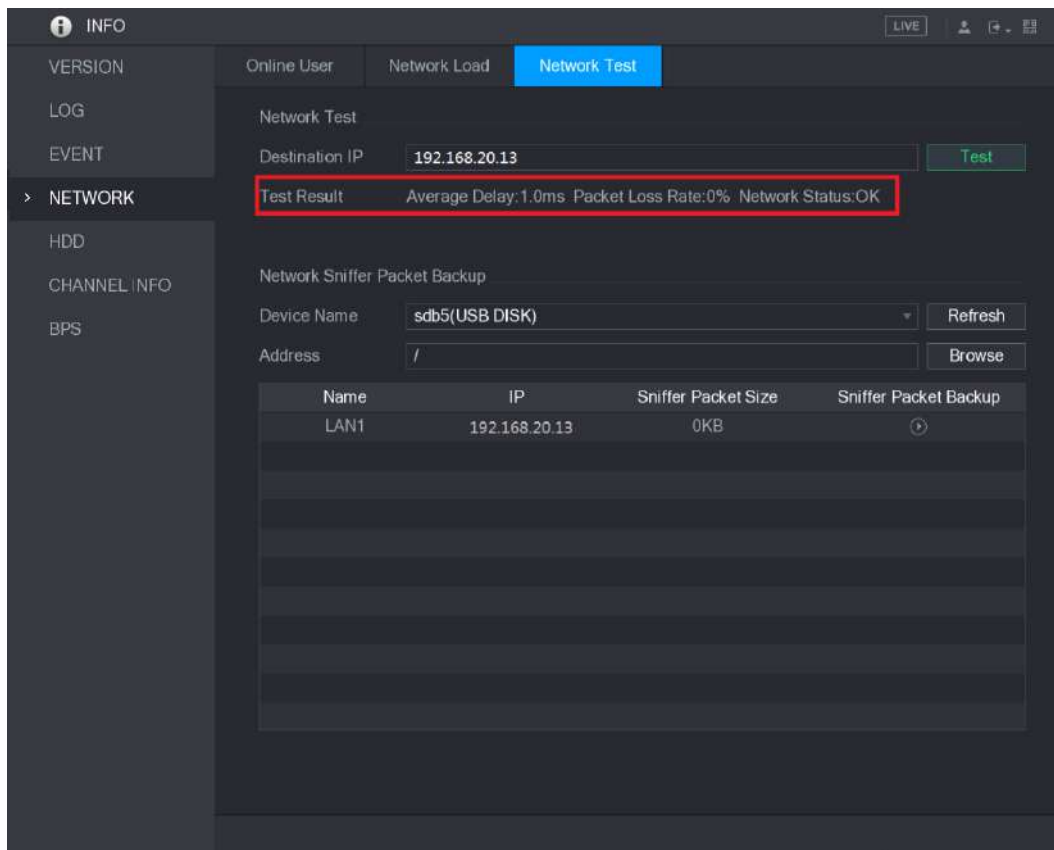 INFO LIVE
VERSION
LOG
EVENT
NETWORK
HDD
CHANNEL INFO
BPS
Online User Network Load Network Test
Network Test
Destination IP 192.168.20.13 Test
Test Result Average Delay:1.0ms Packet Loss Rate:0% Network Status:OK
Network Sniffer Packet Backup
Device Name sdb5(USB DISK) Refresh
Address / Browse
Name IP Sniffer Packet Size Sniffer Packet Backup
LAN1 192.168.20.13 0KB